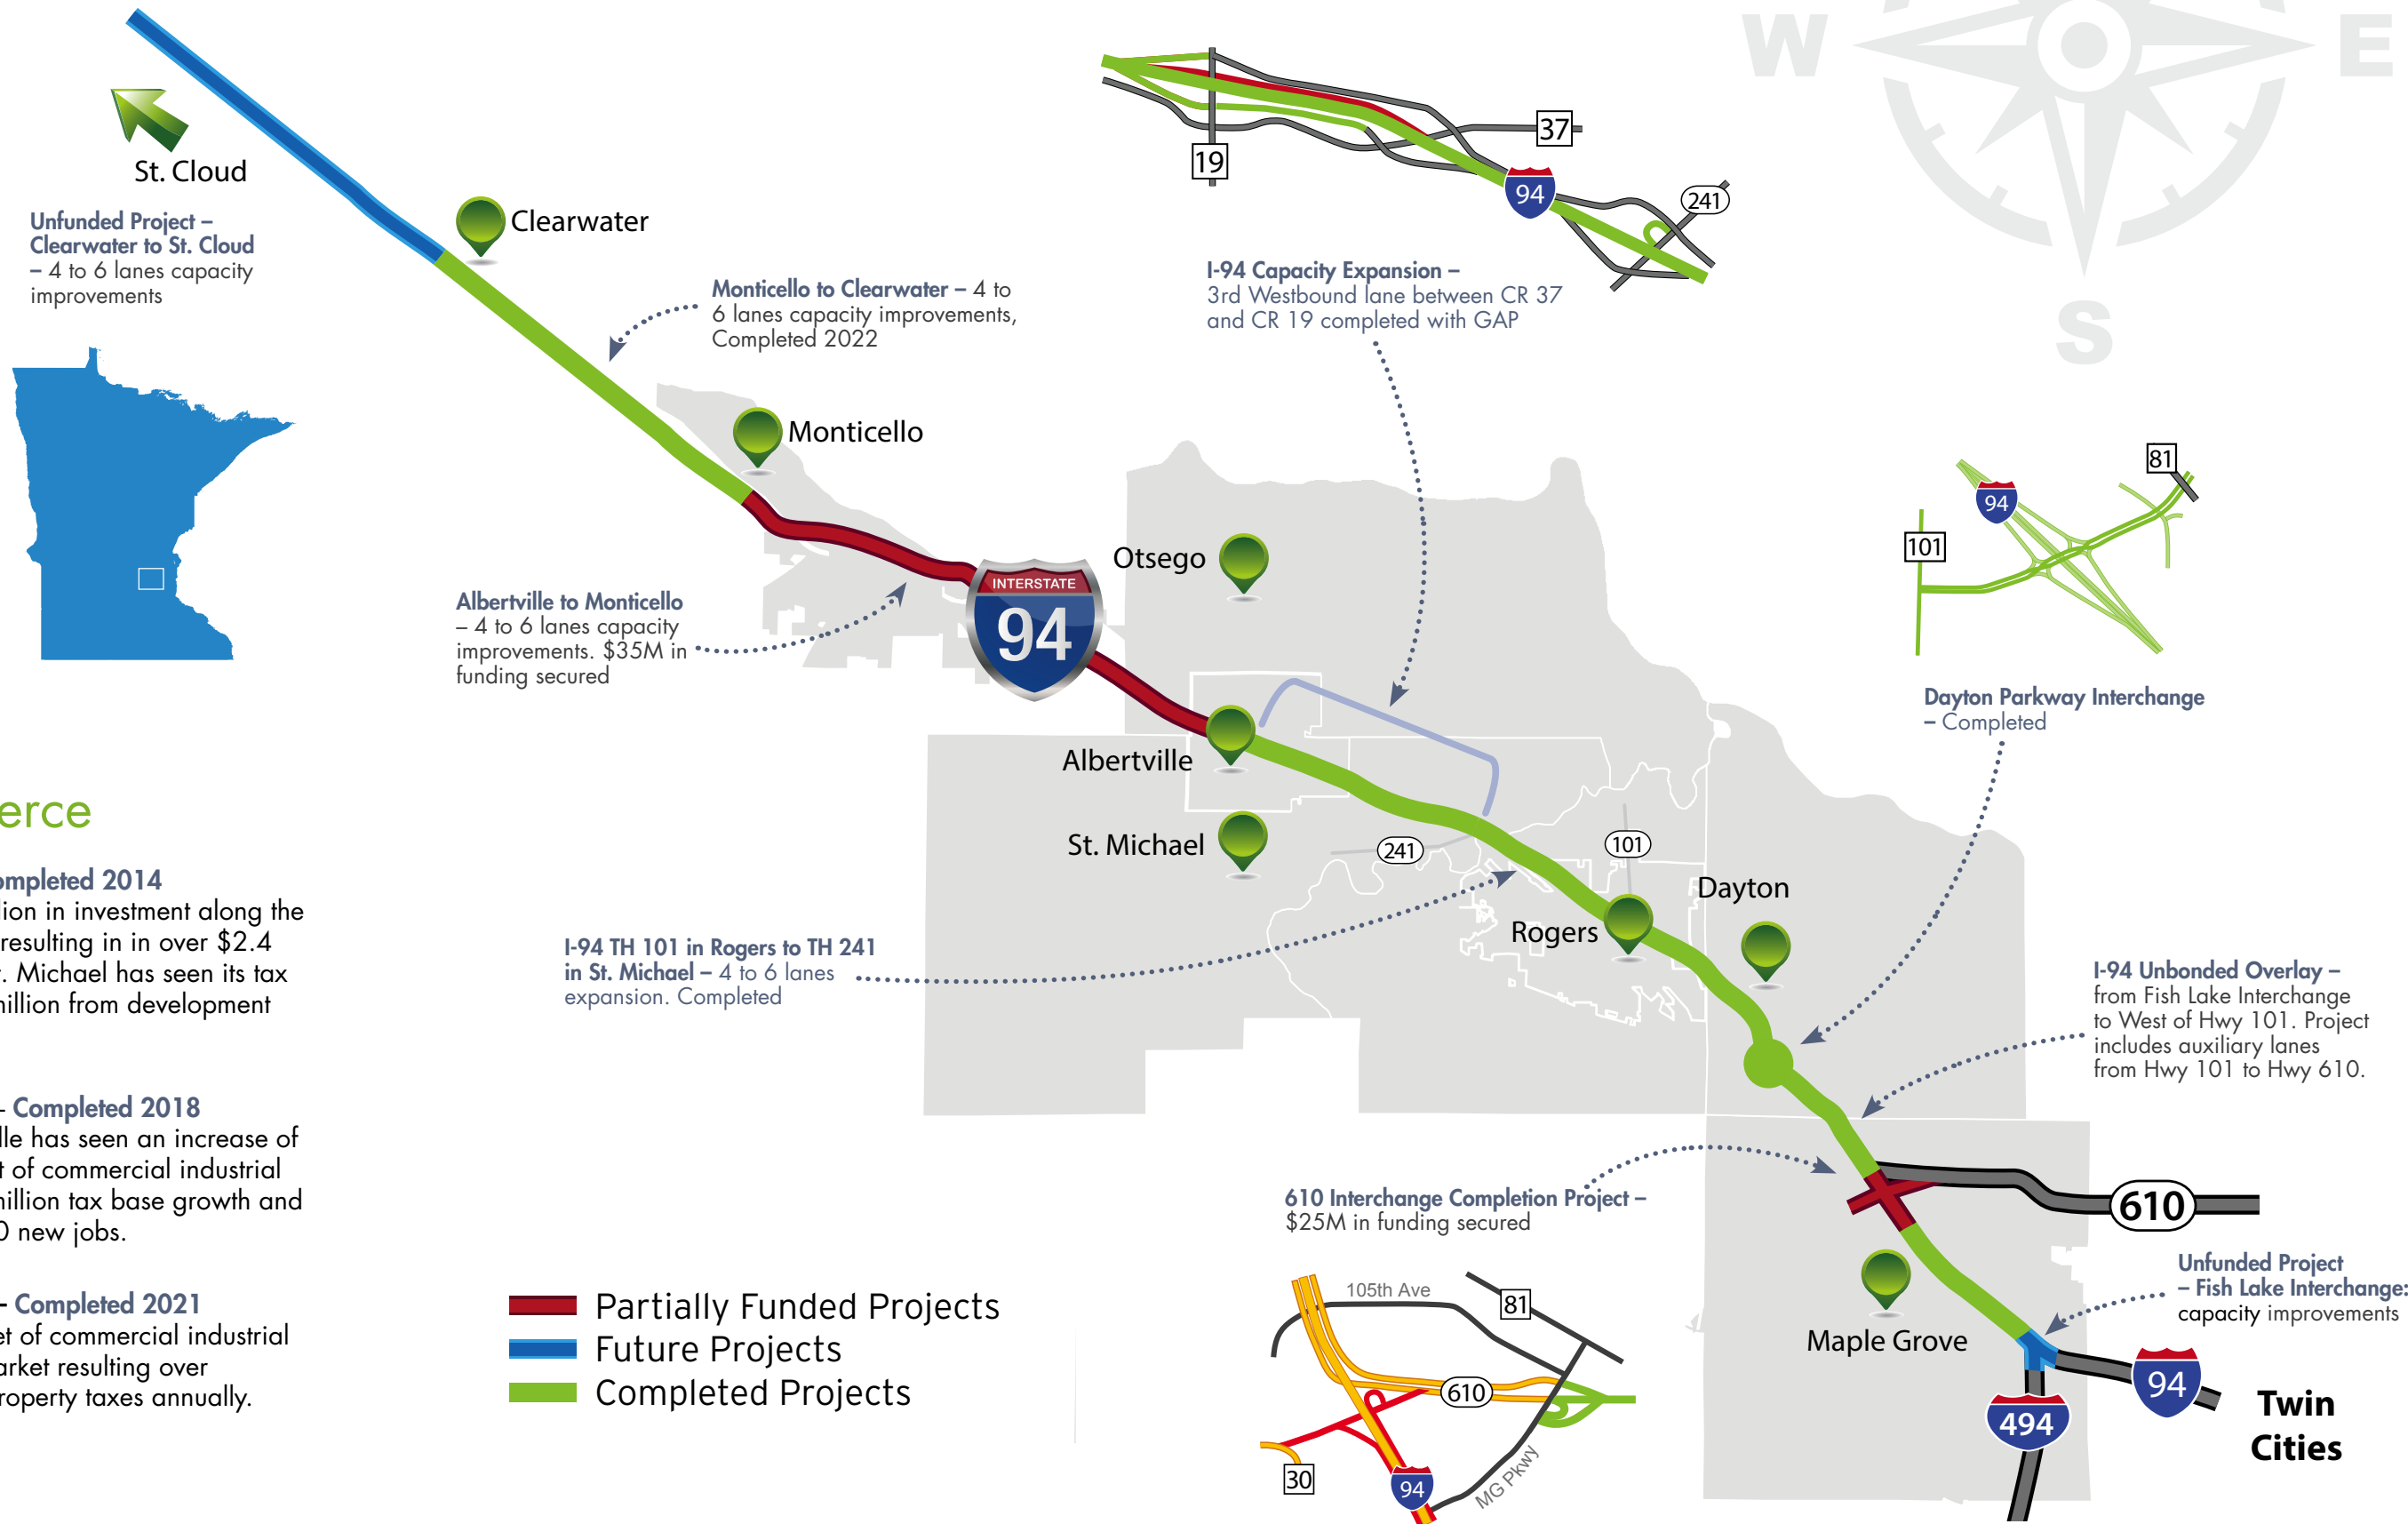 W
E
S
St. Cloud
Unfunded Project –
Clearwater to St. Cloud
– 4 to 6 lanes capacity
improvements
Clearwater
Monticello to Clearwater – 4 to
6 lanes capacity improvements,
Completed 2022
19
37
94
241
I-94 Capacity Expansion –
3rd Westbound lane between CR 37
and CR 19 completed with GAP
Monticello
Otsego
INTERSTATE
94
Albertville to Monticello
– 4 to 6 lanes capacity
improvements. $35M in
funding secured
81
94
101
Dayton Parkway Interchange
– Completed
Albertville
St. Michael
241
101
Dayton
Rogers
I-94 TH 101 in Rogers to TH 241
in St. Michael – 4 to 6 lanes
expansion. Completed
I-94 Unbonded Overlay –
from Fish Lake Interchange
to West of Hwy 101. Project
includes auxiliary lanes
from Hwy 101 to Hwy 610.
erce
ompleted 2014
lion in investment along the
resulting in in over $2.4
. Michael has seen its tax
million from development
- Completed 2018
lle has seen an increase of
t of commercial industrial
million tax base growth and
0 new jobs.
- Completed 2021
et of commercial industrial
arket resulting over
roperty taxes annually.
Partially Funded Projects
Future Projects
Completed Projects
610 Interchange Completion Project –
$25M in funding secured
105th Ave
81
610
30
94
MG Pkwy
610
Maple Grove
Unfunded Project
– Fish Lake Interchange:
capacity improvements
94
494
Twin
Cities